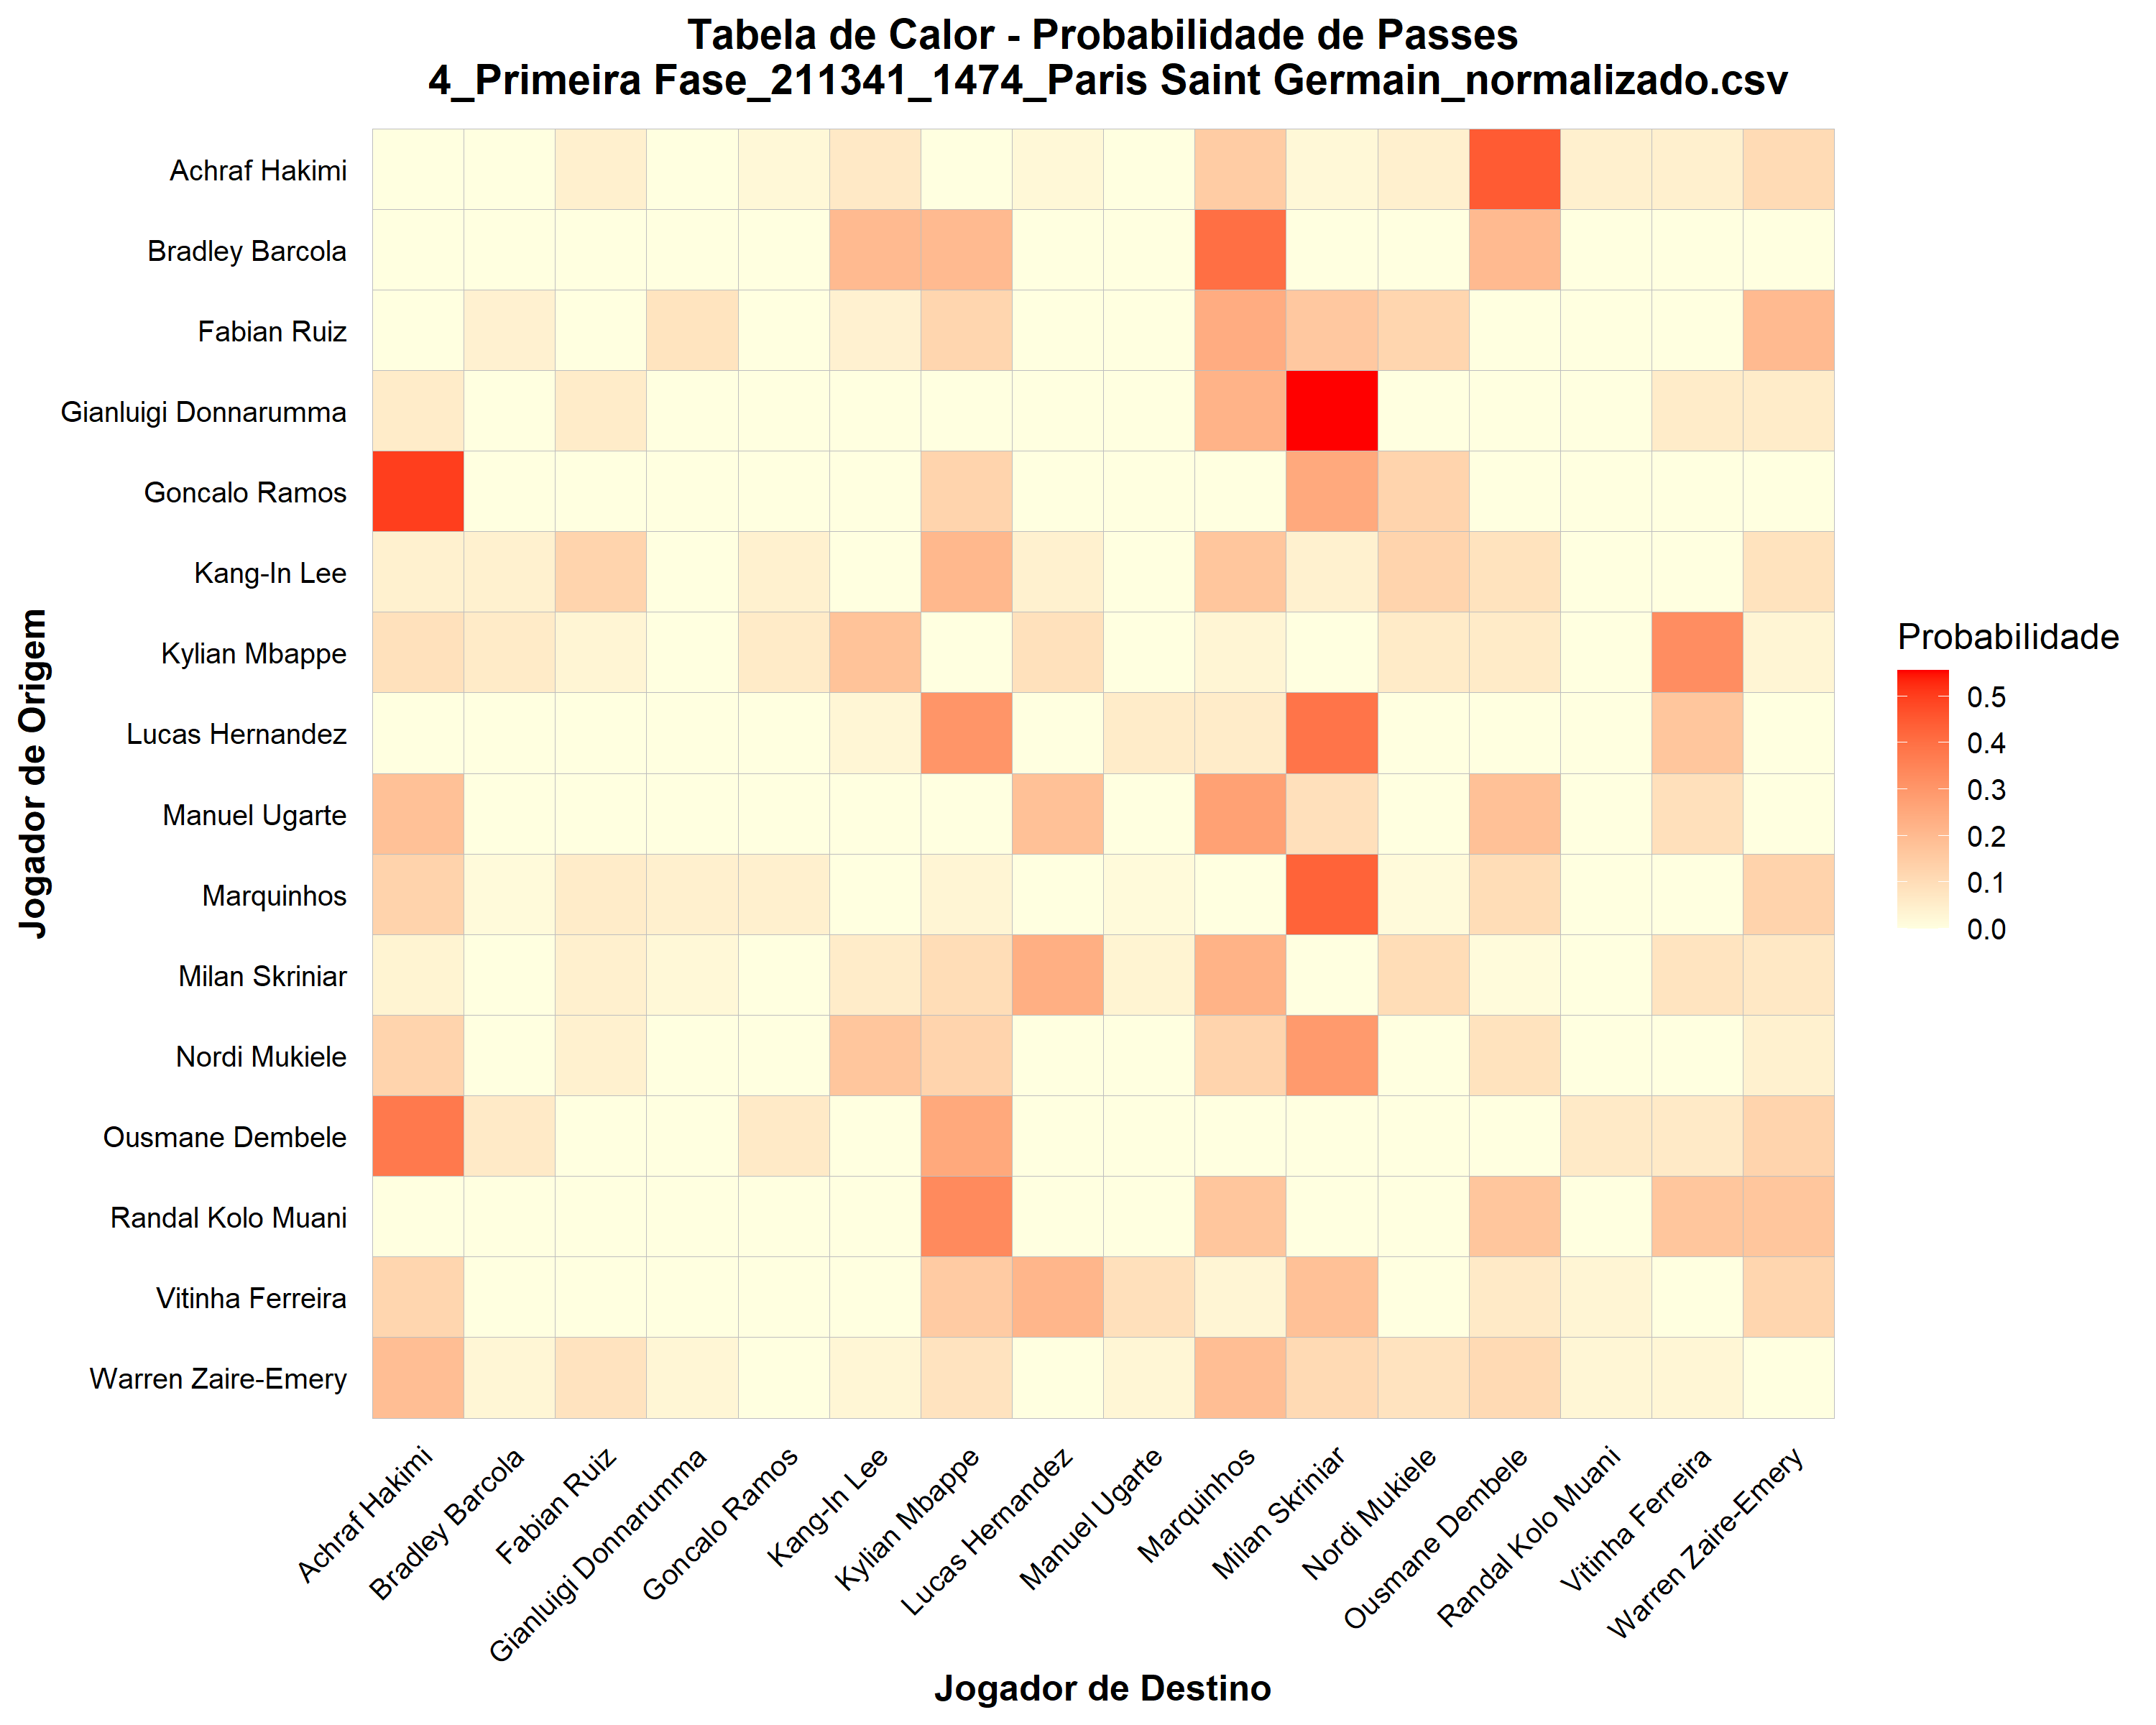 Tabela de Calor - Probabilidade de Passes
4_Primeira Fase_211341_1474_Paris Saint Germain_normalizado.csv
Jogador de Origem
Achraf Hakimi
Bradley Barcola
Fabian Ruiz
Gianluigi Donnarumma
Goncalo Ramos
Kang-In Lee
Kylian Mbappe
Lucas Hernandez
Manuel Ugarte
Marquinhos
Milan Skriniar
Nordi Mukiele
Ousmane Dembele
Randal Kolo Muani
Vitinha Ferreira
Warren Zaire-Emery
Achraf Hakimi
Bradley Barcola
Fabian Ruiz
Gianluigi Donnarumma
Goncalo Ramos
Kang-In Lee
Kylian Mbappe
Lucas Hernandez
Manuel Ugarte
Marquinhos
Milan Skriniar
Nordi Mukiele
Ousmane Dembele
Randal Kolo Muani
Vitinha Ferreira
Warren Zaire-Emery
Jogador de Destino
Probabilidade
0.5
0.4
0.3
0.2
0.1
0.0